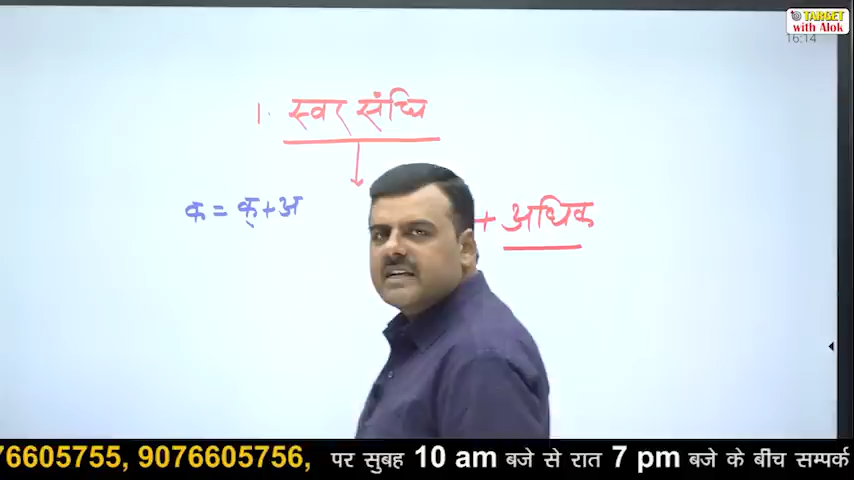 TARGET
with Alok
16:14
1. स्वर संधि
क = क् + अ
+ अधिक
76605755, 9076605756, पर सुबह 10 am बजे से रात 7 pm बजे के बीच सम्पर्क